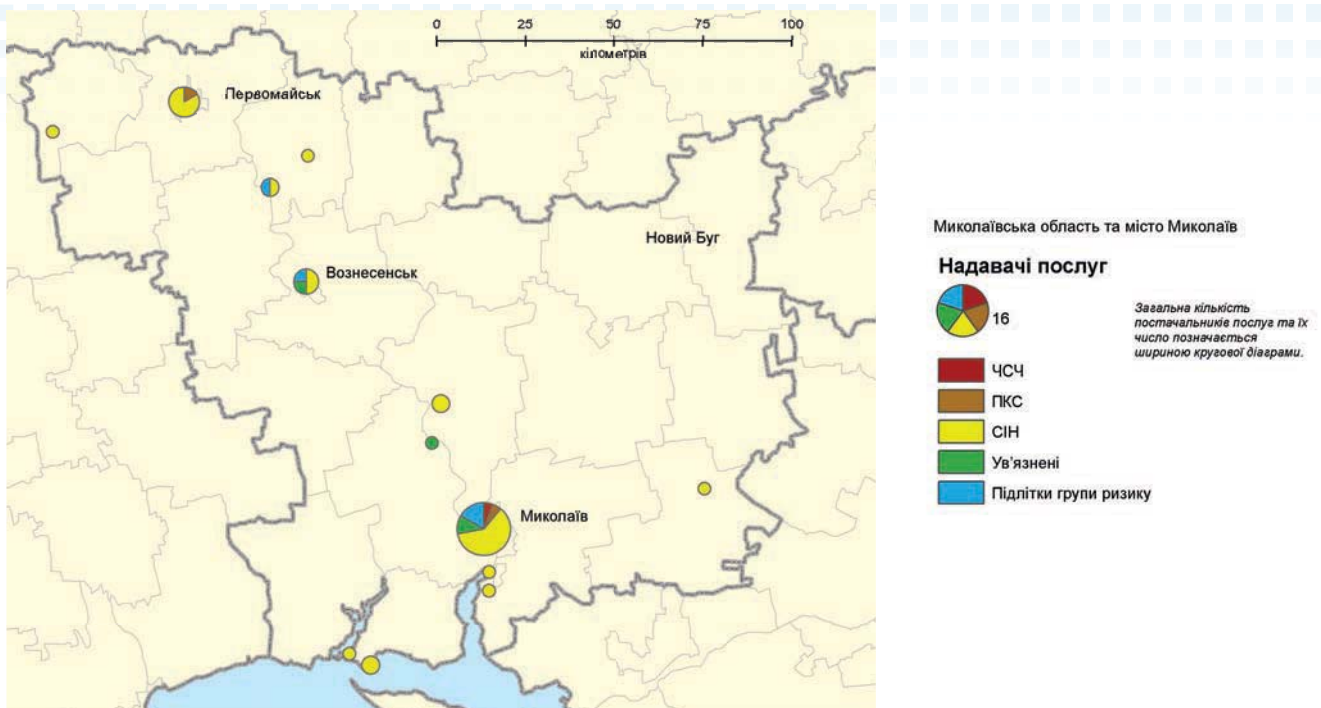 0 25 50 75 100
кілометрів
Первомайськ
Новий Буг
Вознесенськ
Миколаїв
Миколаївська область та місто Миколаїв
Надавачі послуг
16
Загальна кількість
постачальників послуг та їх
число позначається
шириною кругової діаграми.
ЧСЧ
ПКС
СІН
Ув'язнені
Підлітки групи ризику